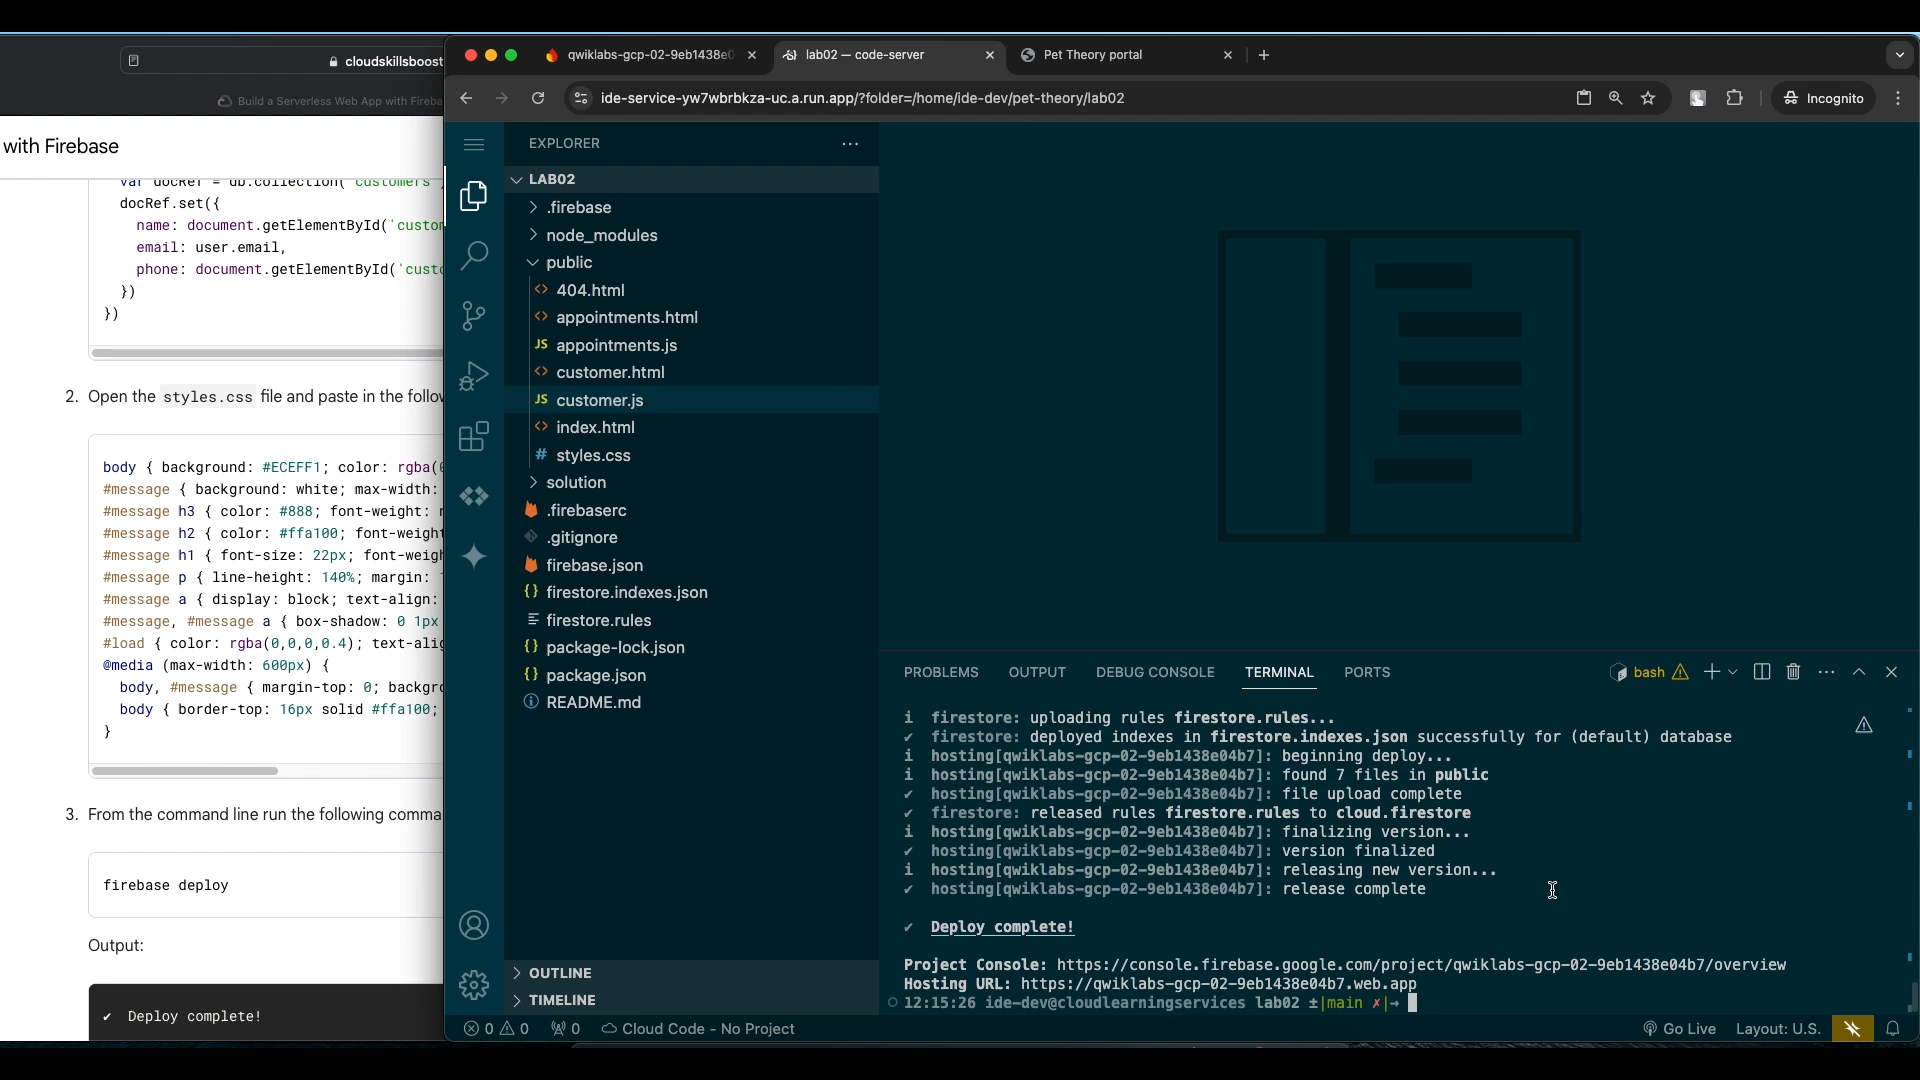 cloudskillsboost
Build a Serverless Web App with Fireba
with Firebase
var docRef = db.collection('customers')
docRef.set({
name: document.getElementById('custom
email: user.email,
phone: document.getElementById('custo
})
})
2. Open the styles.css file and paste in the follow
body { background: #ECEFF1; color: rgba(0
#message { background: white; max-width:
#message h3 { color: #888; font-weight: n
#message h2 { color: #ffa100; font-weight
#message h1 { font-size: 22px; font-weigh
#message p { line-height: 140%; margin: 1
#message a { display: block; text-align:
#message, #message a { box-shadow: 0 1px
#load { color: rgba(0,0,0,0.4); text-alig
@media (max-width: 600px) {
body, #message { margin-top: 0; backgro
body { border-top: 16px solid #ffa100;
}
3. From the command line run the following comma
firebase deploy
Output:
✔ Deploy complete!
qwiklabs-gcp-02-9eb1438e0
lab02 — code-server
Pet Theory portal
ide-service-yw7wbrbkza-uc.a.run.app/?folder=/home/ide-dev/pet-theory/lab02
Incognito
EXPLORER
LAB02
.firebase
node_modules
public
404.html
appointments.html
JS appointments.js
customer.html
JS customer.js
index.html
# styles.css
solution
.firebaserc
.gitignore
firebase.json
{} firestore.indexes.json
firestore.rules
{} package-lock.json
{} package.json
README.md
OUTLINE
TIMELINE
PROBLEMS
OUTPUT
DEBUG CONSOLE
TERMINAL
PORTS
bash
i firestore: uploading rules firestore.rules...
✔ firestore: deployed indexes in firestore.indexes.json successfully for (default) database
i hosting[qwiklabs-gcp-02-9eb1438e04b7]: beginning deploy...
i hosting[qwiklabs-gcp-02-9eb1438e04b7]: found 7 files in public
✔ hosting[qwiklabs-gcp-02-9eb1438e04b7]: file upload complete
✔ firestore: released rules firestore.rules to cloud.firestore
i hosting[qwiklabs-gcp-02-9eb1438e04b7]: finalizing version...
✔ hosting[qwiklabs-gcp-02-9eb1438e04b7]: version finalized
i hosting[qwiklabs-gcp-02-9eb1438e04b7]: releasing new version...
✔ hosting[qwiklabs-gcp-02-9eb1438e04b7]: release complete
✔ Deploy complete!
Project Console: https://console.firebase.google.com/project/qwiklabs-gcp-02-9eb1438e04b7/overview
Hosting URL: https://qwiklabs-gcp-02-9eb1438e04b7.web.app
12:15:26 ide-dev@cloudlearningservices lab02 ±|main ✗|→
0 0 0 Cloud Code - No Project
Go Live Layout: U.S.